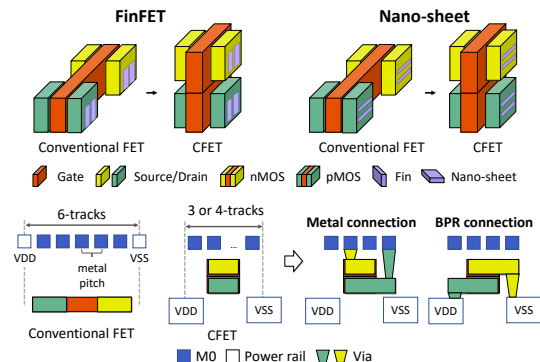 FinFET
Nano-sheet
Conventional FET
CFET
Conventional FET
CFET
Gate
Source/Drain
nMOS
pMOS
Fin
Nano-sheet
6-tracks
3 or 4-tracks
Metal connection
BPR connection
...
VDD
VSS
metal
pitch
VDD
VSS
VDD
VSS
VDD
VSS
Conventional FET
CFET
M0
Power rail
Via